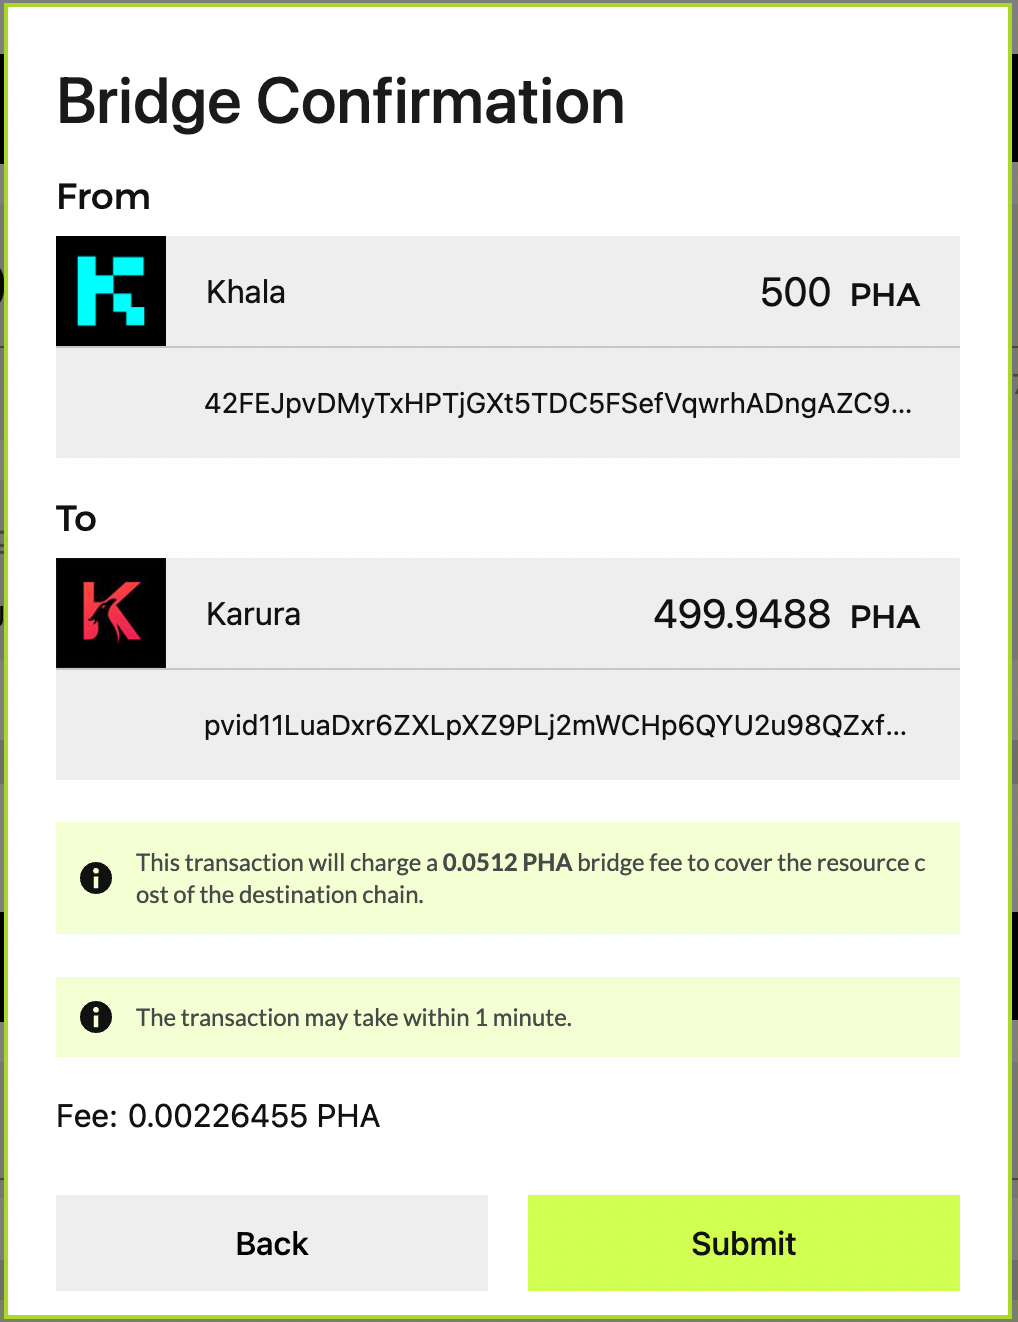 Bridge Confirmation
From
Khala 500 PHA
42FEJpvDMyTxHPTjGXt5TDC5FSefVqwrhADngAZC9...
To
Karura 499.9488 PHA
pvid11LuaDxr6ZXLpXZ9PLj2mWCHp6QYU2u98QZxf...
This transaction will charge a 0.0512 PHA bridge fee to cover the resource c
ost of the destination chain.
The transaction may take within 1 minute.
Fee: 0.00226455 PHA
Back Submit